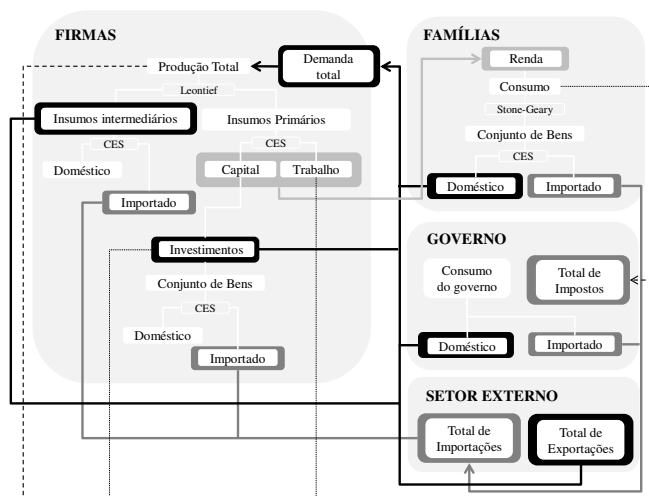 FIRMAS
Produção Total
Demanda
total
Leontief
Insumos intermediários
Insumos Primários
CES
CES
Doméstico
Capital
Trabalho
Importado
Investimentos
Conjunto de Bens
CES
Doméstico
Importado
FAMÍLIAS
Renda
Consumo
Stone-Geary
Conjunto de Bens
CES
Doméstico
Importado
GOVERNO
Consumo
do governo
Total de
Impostos
Doméstico
Importado
SETOR EXTERNO
Total de
Importações
Total de
Exportações